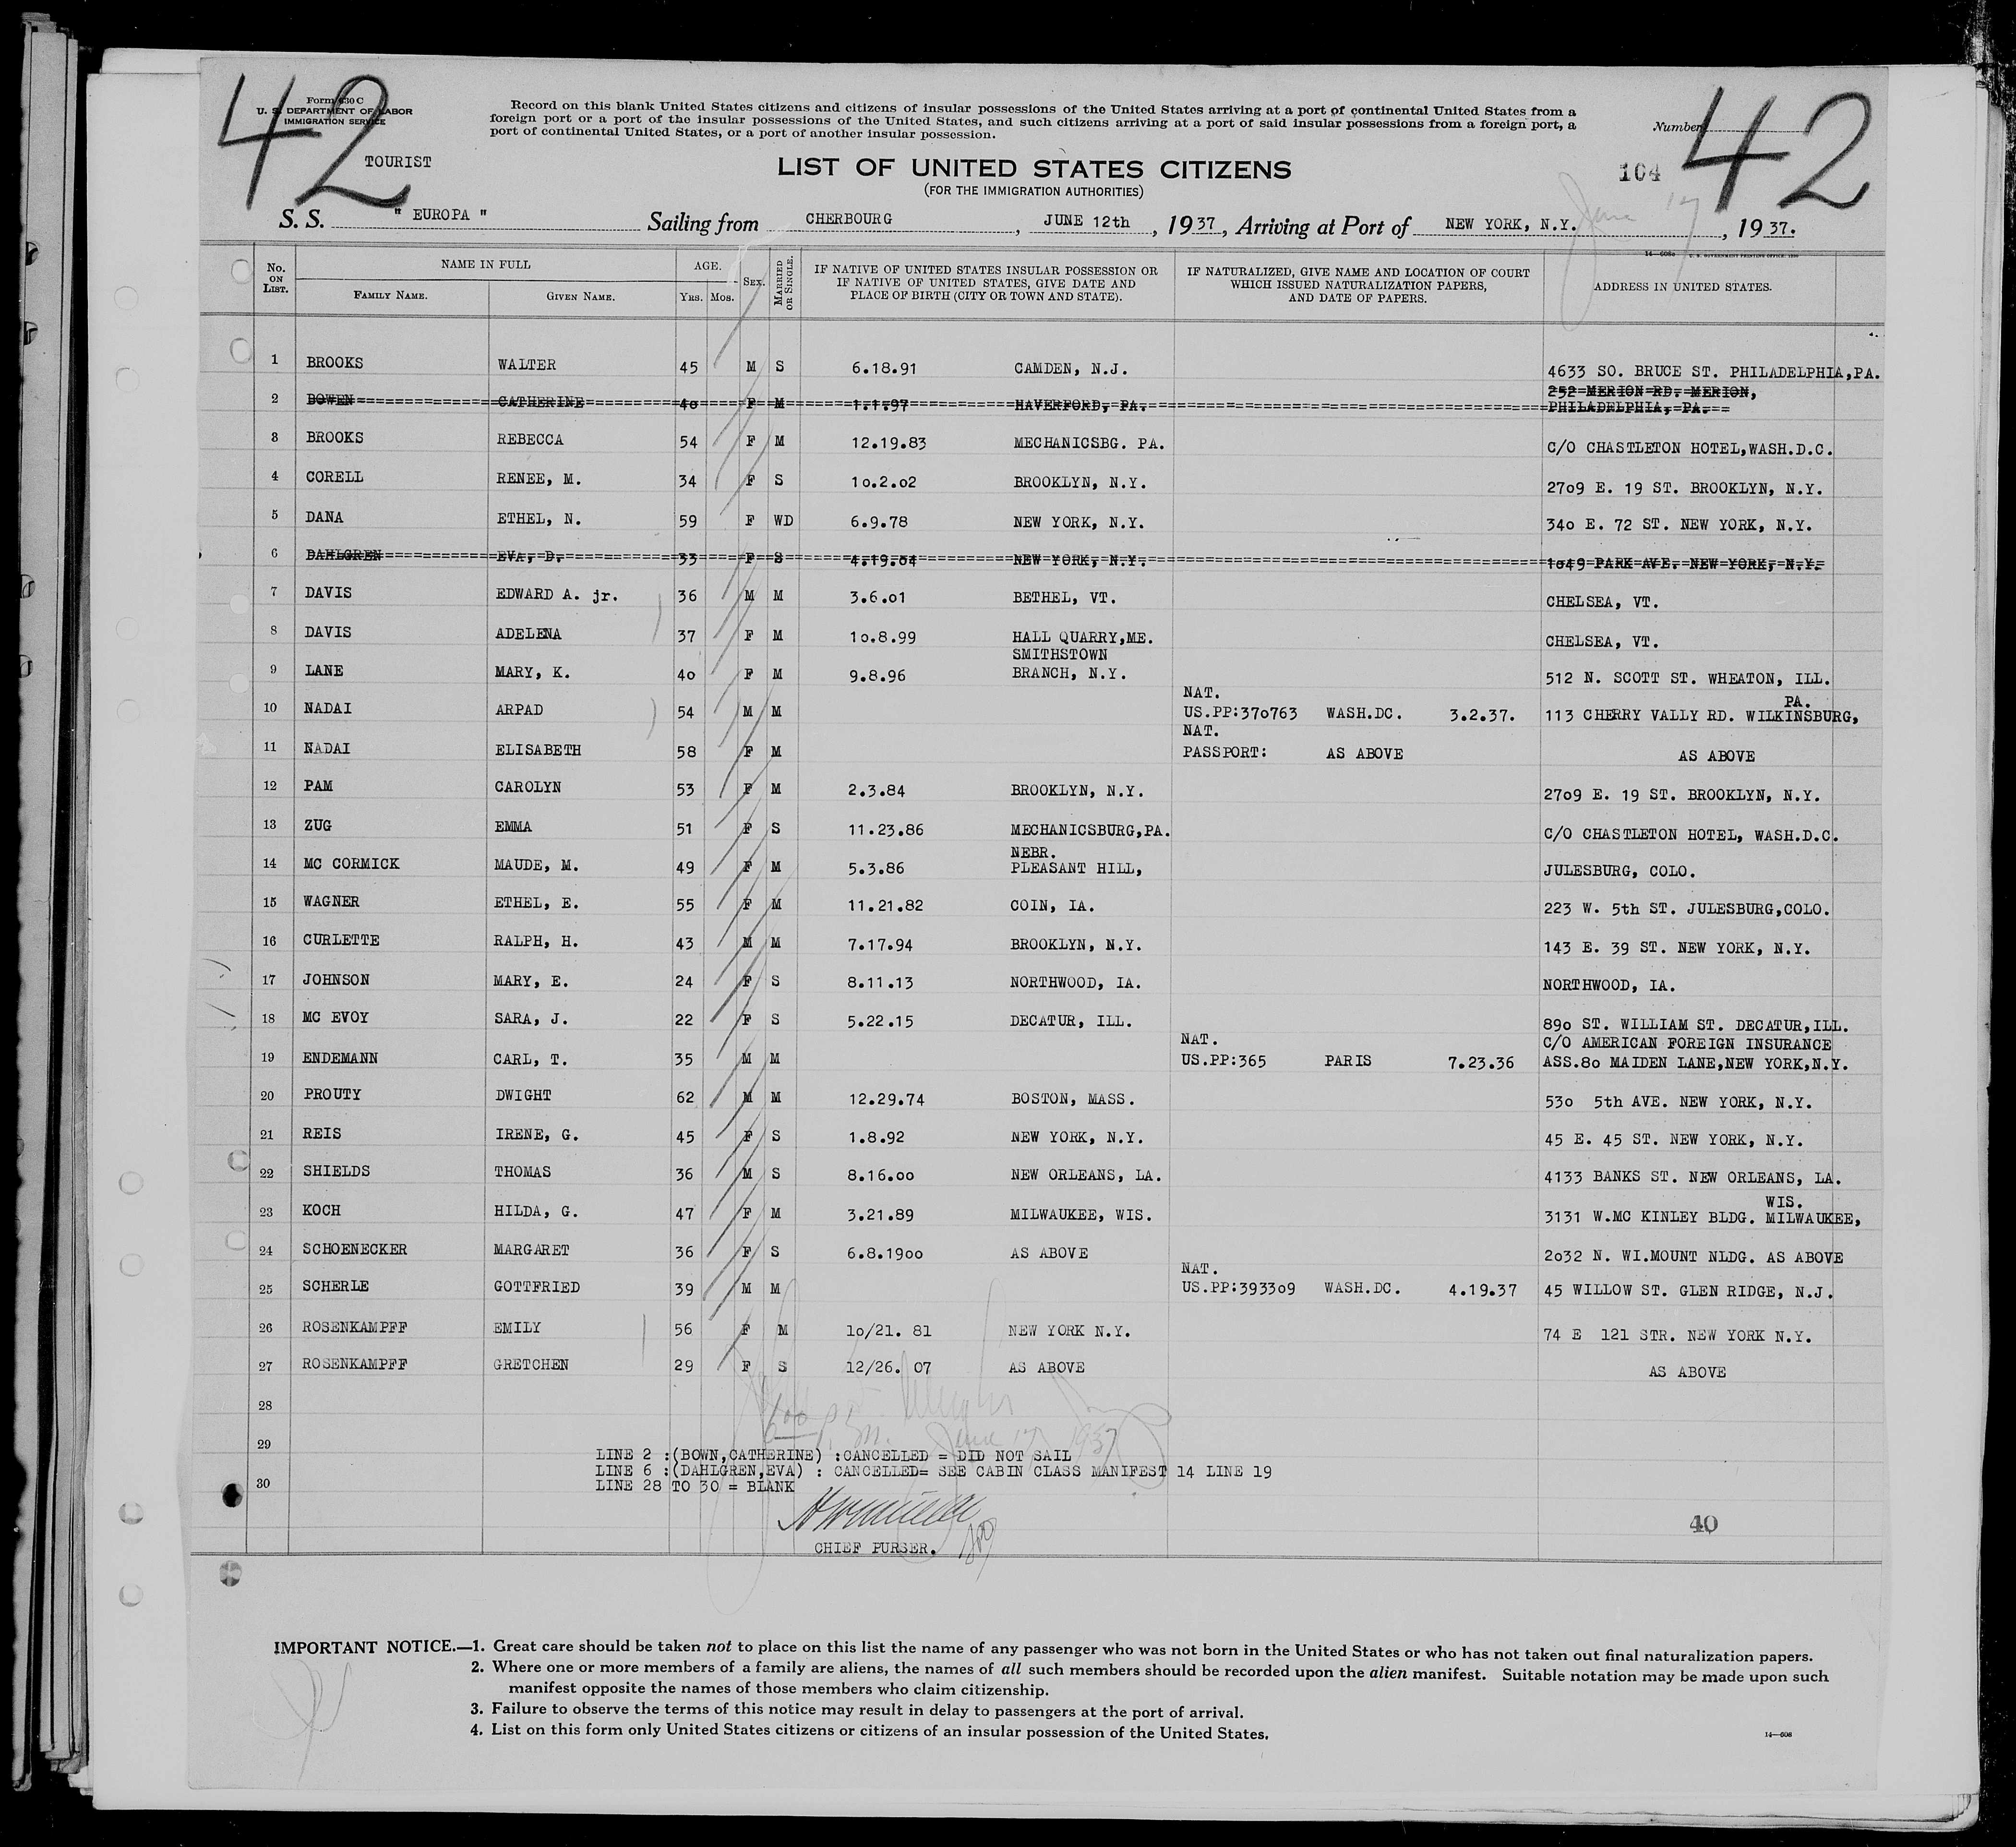 42
42
Form 630 C
U. S. DEPARTMENT OF LABOR
IMMIGRATION SERVICE
Record on this blank United States citizens and citizens of insular possessions of the United States arriving at a port of continental United States from a
foreign port or a port of the insular possessions of the United States, and such citizens arriving at a port of said insular possessions from a foreign port, a
port of continental United States, or a port of another insular possession.
Number
TOURIST
LIST OF UNITED STATES CITIZENS
(FOR THE IMMIGRATION AUTHORITIES)
104
June 17
S. S. " EUROPA " Sailing from CHERBOURG, JUNE 12th, 1937, Arriving at Port of NEW YORK, N.Y., 1937.
No. ON LIST. NAME IN FULL FAMILY NAME. GIVEN NAME. AGE. YRS. MOS. SEX. MARRIED OR SINGLE. IF NATIVE OF UNITED STATES INSULAR POSSESSION OR IF NATIVE OF UNITED STATES, GIVE DATE AND PLACE OF BIRTH (CITY OR TOWN AND STATE). IF NATURALIZED, GIVE NAME AND LOCATION OF COURT WHICH ISSUED NATURALIZATION PAPERS, AND DATE OF PAPERS. ADDRESS IN UNITED STATES.
1 BROOKS WALTER 45 M S 6.18.91 CAMDEN, N.J. 4633 SO. BRUCE ST. PHILADELPHIA,PA.
2 BOWEN CATHERINE 40 F M 1.1.97 HAVERFORD, PA. 252 MERION RD. MERION,
PHILADELPHIA, PA.
3 BROOKS REBECCA 54 F M 12.19.83 MECHANICSBG. PA. C/O CHASTLETON HOTEL,WASH.D.C.
4 CORELL RENEE, M. 34 F S 10.2.02 BROOKLYN, N.Y. 2709 E. 19 ST. BROOKLYN, N.Y.
5 DANA ETHEL, N. 59 F WD 6.9.78 NEW YORK, N.Y. 340 E. 72 ST. NEW YORK, N.Y.
6 DAHLGREN EVA, D. 33 F S 4.19.04 NEW YORK, N.Y. 1049 PARK AVE. NEW YORK, N.Y.
7 DAVIS EDWARD A. jr. 36 M M 3.6.01 BETHEL, VT. CHELSEA, VT.
8 DAVIS ADELENA 37 F M 10.8.99 HALL QUARRY,ME. CHELSEA, VT.
SMITHSTOWN
9 LANE MARY, K. 40 F M 9.8.96 BRANCH, N.Y. 512 N. SCOTT ST. WHEATON, ILL.
NAT. PA.
10 NADAI ARPAD 54 M M US.PP:370763 WASH.DC. 3.2.37. 113 CHERRY VALLY RD. WILKINSBURG,
NAT.
11 NADAI ELISABETH 58 F M PASSPORT: AS ABOVE AS ABOVE
12 PAM CAROLYN 53 F M 2.3.84 BROOKLYN, N.Y. 2709 E. 19 ST. BROOKLYN, N.Y.
13 ZUG EMMA 51 F S 11.23.86 MECHANICSBURG,PA. C/O CHASTLETON HOTEL, WASH.D.C.
NEBR.
14 MC CORMICK MAUDE, M. 49 F M 5.3.86 PLEASANT HILL, JULESBURG, COLO.
15 WAGNER ETHEL, E. 55 F M 11.21.82 COIN, IA. 223 W. 5th ST. JULESBURG,COLO.
16 CURLETTE RALPH, H. 43 M M 7.17.94 BROOKLYN, N.Y. 143 E. 39 ST. NEW YORK, N.Y.
17 JOHNSON MARY, E. 24 F S 8.11.13 NORTHWOOD, IA. NORTHWOOD, IA.
18 MC EVOY SARA, J. 22 F S 5.22.15 DECATUR, ILL. 890 ST. WILLIAM ST. DECATUR,ILL.
NAT. C/O AMERICAN FOREIGN INSURANCE
19 ENDEMANN CARL, T. 35 M M US.PP:365 PARIS 7.23.36 ASS.80 MAIDEN LANE,NEW YORK,N.Y.
20 PROUTY DWIGHT 62 M M 12.29.74 BOSTON, MASS. 530 5th AVE. NEW YORK, N.Y.
21 REIS IRENE, G. 45 F S 1.8.92 NEW YORK, N.Y. 45 E. 45 ST. NEW YORK, N.Y.
22 SHIELDS THOMAS 36 M S 8.16.00 NEW ORLEANS, LA. 4133 BANKS ST. NEW ORLEANS, LA.
WIS.
23 KOCH HILDA, G. 47 F M 3.21.89 MILWAUKEE, WIS. 3131 W.MC KINLEY BLDG. MILWAUKEE,
24 SCHOENECKER MARGARET 36 F S 6.8.1900 AS ABOVE 2032 N. WI.MOUNT NLDG. AS ABOVE
NAT.
25 SCHERLE GOTTFRIED 39 M M US.PP:393309 WASH.DC. 4.19.37 45 WILLOW ST. GLEN RIDGE, N.J.
26 ROSENKAMPFF EMILY 56 F M 10/21. 81 NEW YORK N.Y. 74 E 121 STR. NEW YORK N.Y.
27 ROSENKAMPFF GRETCHEN 29 F S 12/26. 07 AS ABOVE AS ABOVE
28
29
June 17 1937
LINE 2 :(BOWN,CATHERINE) :CANCELLED = DID NOT SAIL
LINE 6 :(DAHLGREN,EVA) : CANCELLED= SEE CABIN CLASS MANIFEST 14 LINE 19
30
LINE 28 TO 30 = BLANK
40
CHIEF PURSER.
IMPORTANT NOTICE.—1. Great care should be taken not to place on this list the name of any passenger who was not born in the United States or who has not taken out final naturalization papers.
2. Where one or more members of a family are aliens, the names of all such members should be recorded upon the alien manifest. Suitable notation may be made upon such
manifest opposite the names of those members who claim citizenship.
3. Failure to observe the terms of this notice may result in delay to passengers at the port of arrival.
4. List on this form only United States citizens or citizens of an insular possession of the United States.